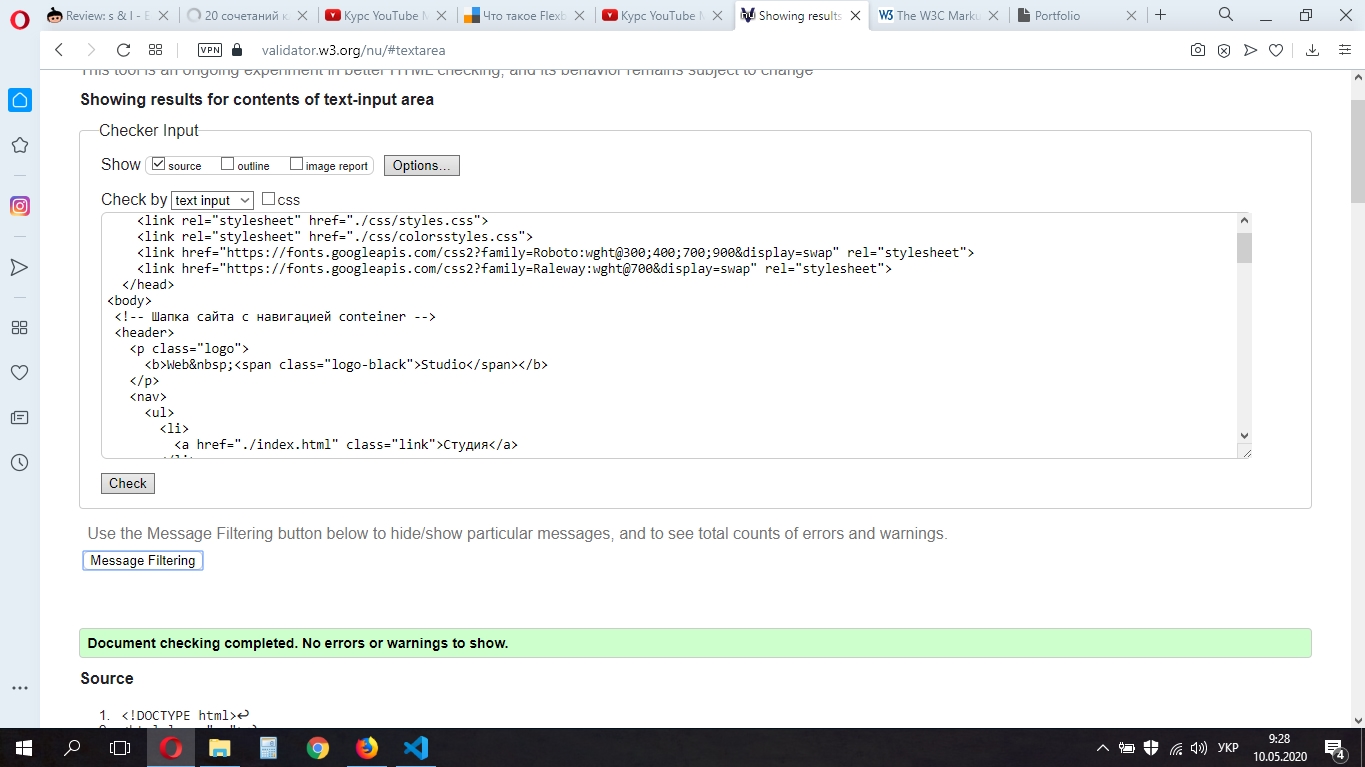 Review: s & I - E
20 сочетаний к
Курс YouTube M
Что такое Flexb
Курс YouTube M
Showing results
The W3C Marku
Portfolio
VPN
validator.w3.org/nu/#textarea
This tool is an ongoing experiment in better HTML checking, and its behavior remains subject to change
Showing results for contents of text-input area
Checker Input
Show source outline image report Options...
Check by text input css
<link rel="stylesheet" href="./css/styles.css">
<link rel="stylesheet" href="./css/colorsstyles.css">
<link href="https://fonts.googleapis.com/css2?family=Roboto:wght@300;400;700;900&display=swap" rel="stylesheet">
<link href="https://fonts.googleapis.com/css2?family=Raleway:wght@700&display=swap" rel="stylesheet">
</head>
<body>
<!-- Шапка сайта с навигацией conteiner -->
<header>
<p class="logo">
<b>Web&nbsp;<span class="logo-black">Studio</span></b>
</p>
<nav>
<ul>
<li>
<a href="./index.html" class="link">Студия</a>
Check
Use the Message Filtering button below to hide/show particular messages, and to see total counts of errors and warnings.
Message Filtering
Document checking completed. No errors or warnings to show.
Source
1. <!DOCTYPE html>↩
УКР
9:28
10.05.2020
4